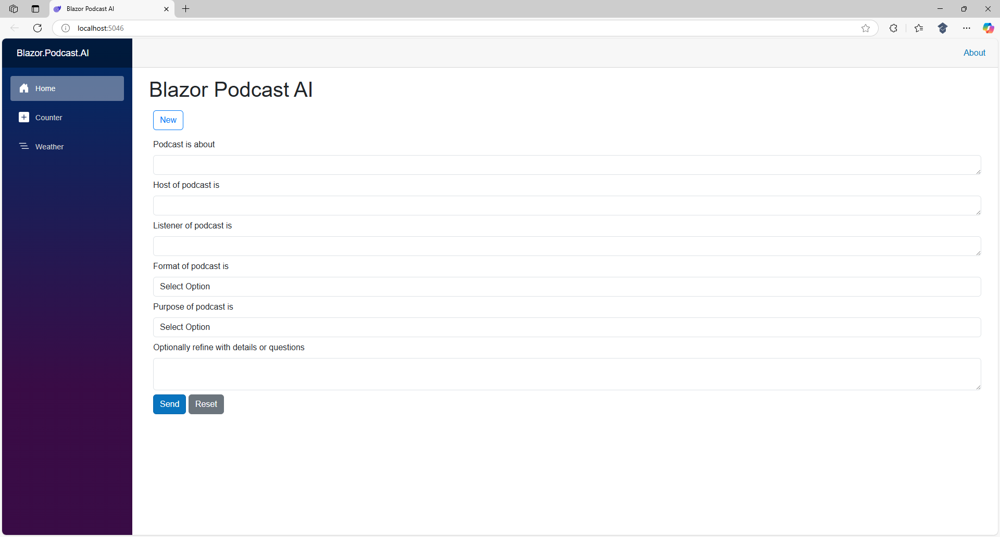 Blazor Podcast AI
localhost:5046
Blazor.Podcast.AI
About
Home
Counter
Weather
Blazor Podcast AI
New
Podcast is about
Host of podcast is
Listener of podcast is
Format of podcast is
Select Option
Purpose of podcast is
Select Option
Optionally refine with details or questions
Send Reset